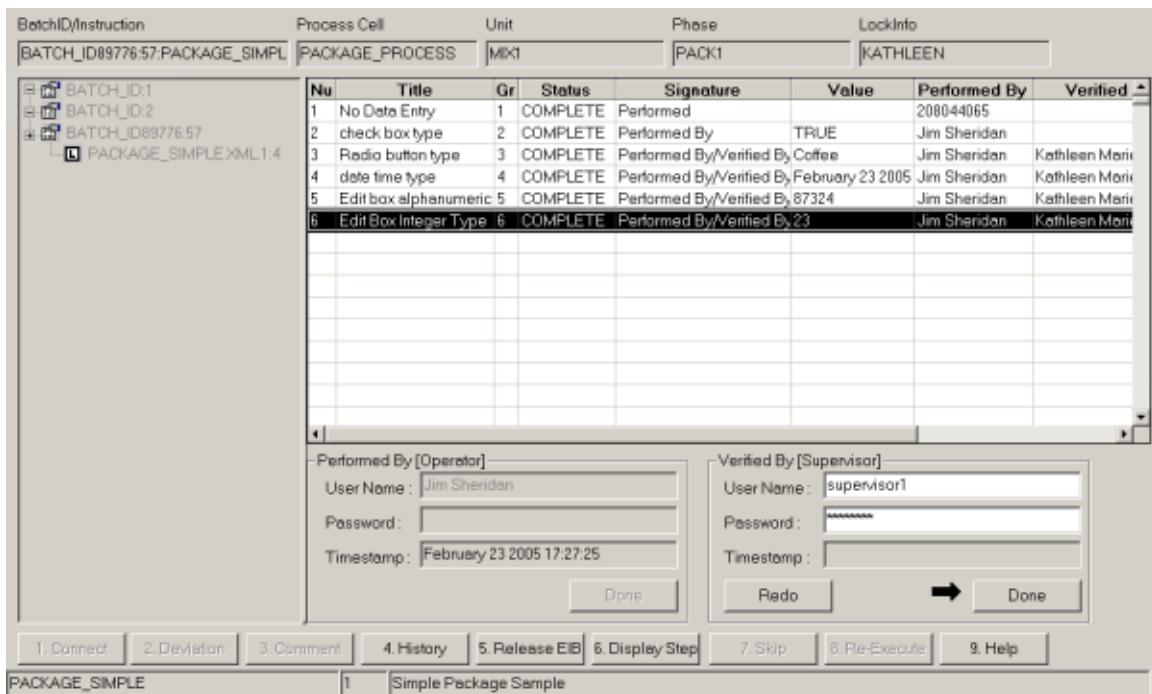 BatchID/Instruction Process Cell Unit Phase LockInfo
BATCH_ID89776:57:PACKAGE_SIMPL PACKAGE_PROCESS MIX1 PACK1 KATHLEEN
BATCH_ID:1
BATCH_ID:2
BATCH_ID89776:57
L PACKAGE_SIMPLE.XML1:4
Nu Title Gr Status Signature Value Performed By Verified
1 No Data Entry 1 COMPLETE Performed 208044065
2 check box type 2 COMPLETE Performed By TRUE Jim Sheridan
3 Radio button type 3 COMPLETE Performed By/Verified By Coffee Jim Sheridan Kathleen Marie
4 date time type 4 COMPLETE Performed By/Verified By February 23 2005 Jim Sheridan Kathleen Marie
5 Edit box alphanumeric 5 COMPLETE Performed By/Verified By 87324 Jim Sheridan Kathleen Marie
6 Edit Box Integer Type 6 COMPLETE Performed By/Verified By 23 Jim Sheridan Kathleen Marie
Performed By [Operator]
User Name : Jim Sheridan
Password :
Timestamp : February 23 2005 17:27:25
Done
Verified By [Supervisor]
User Name : supervisor1
Password : **********
Timestamp :
Redo Done
1. Connect 2. Deviation 3. Comment 4. History 5. Release EIB 6. Display Step 7. Skip 8. Re-Execute 9. Help
PACKAGE_SIMPLE 1 Simple Package Sample